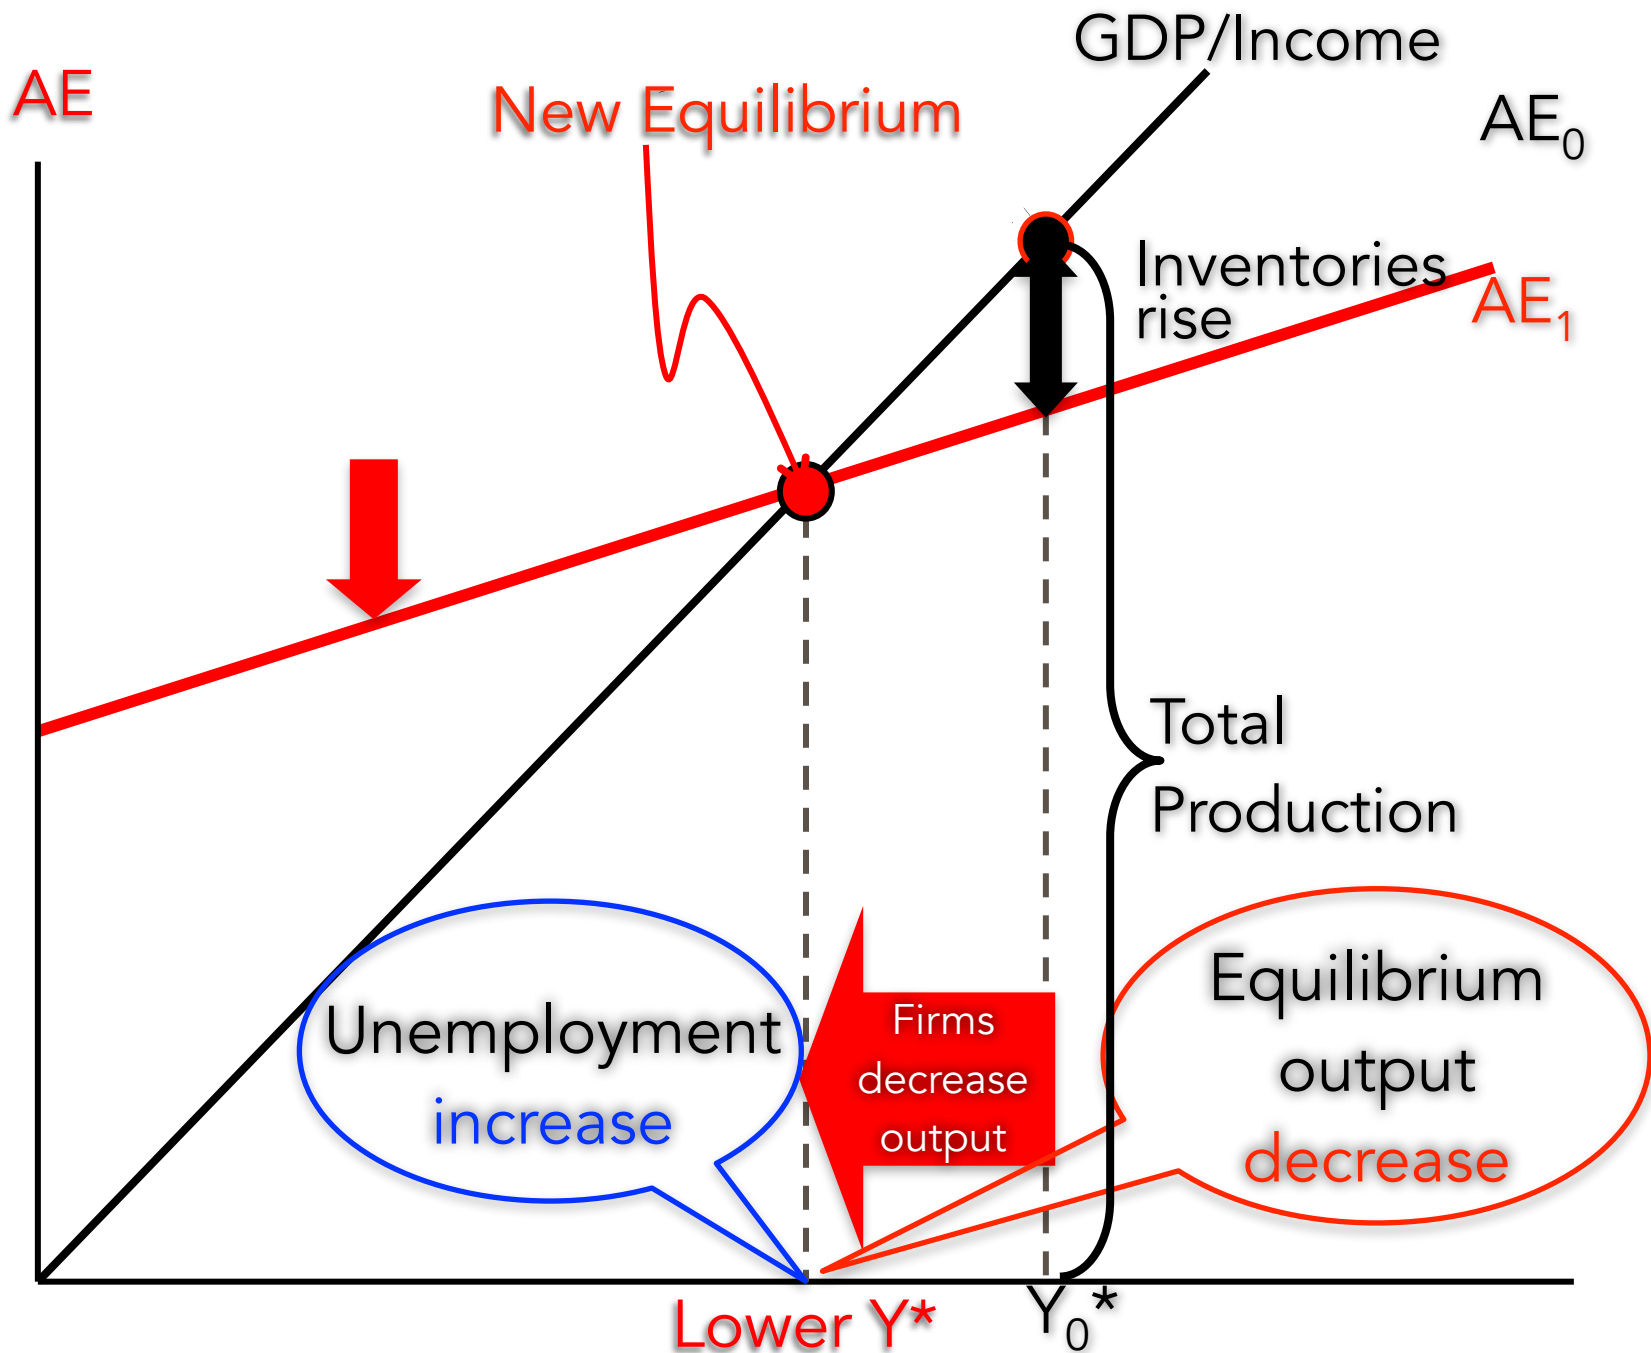 GDP/Income
AE
New Equilibrium
AE₀
Inventories
rise
AE₁
Total
Production
Unemployment
increase
Firms
decrease
output
Equilibrium
output
decrease
Lower Y*
Y₀*